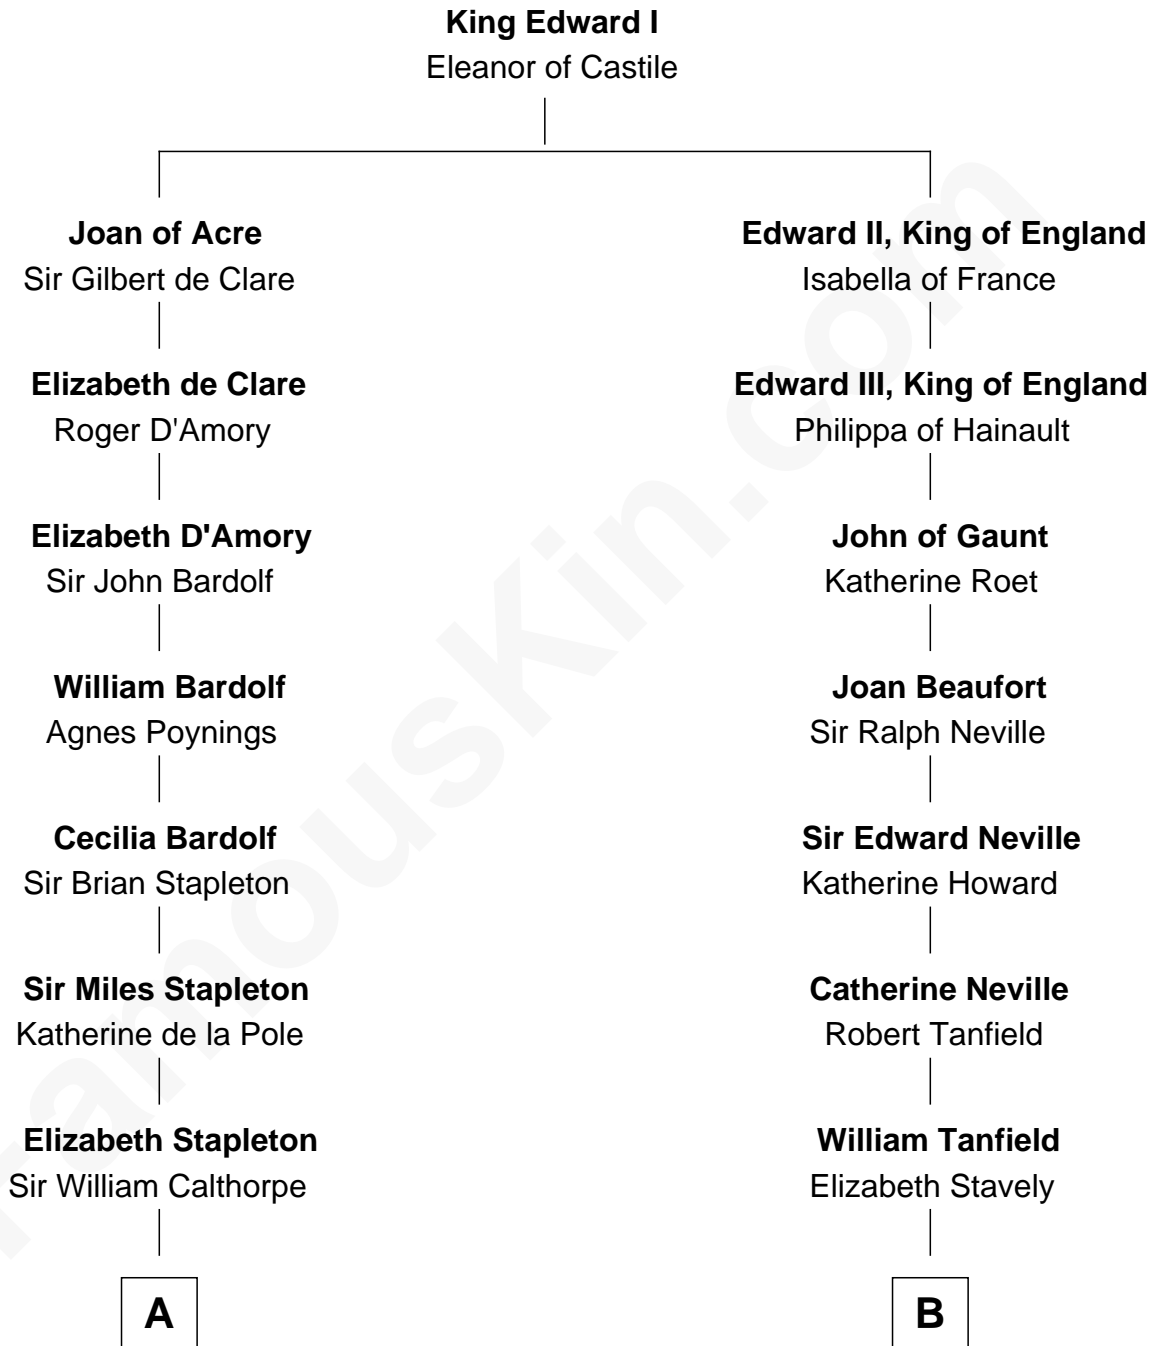 King Edward I
Eleanor of Castile
Joan of Acre
Sir Gilbert de Clare
Edward II, King of England
Isabella of France
Elizabeth de Clare
Roger D'Amory
Edward III, King of England
Philippa of Hainault
Elizabeth D'Amory
Sir John Bardolf
John of Gaunt
Katherine Roet
William Bardolf
Agnes Poynings
Joan Beaufort
Sir Ralph Neville
Cecilia Bardolf
Sir Brian Stapleton
Sir Edward Neville
Katherine Howard
Sir Miles Stapleton
Katherine de la Pole
Catherine Neville
Robert Tanfield
Elizabeth Stapleton
Sir William Calthorpe
William Tanfield
Elizabeth Stavely
A
B
FamousKin.com